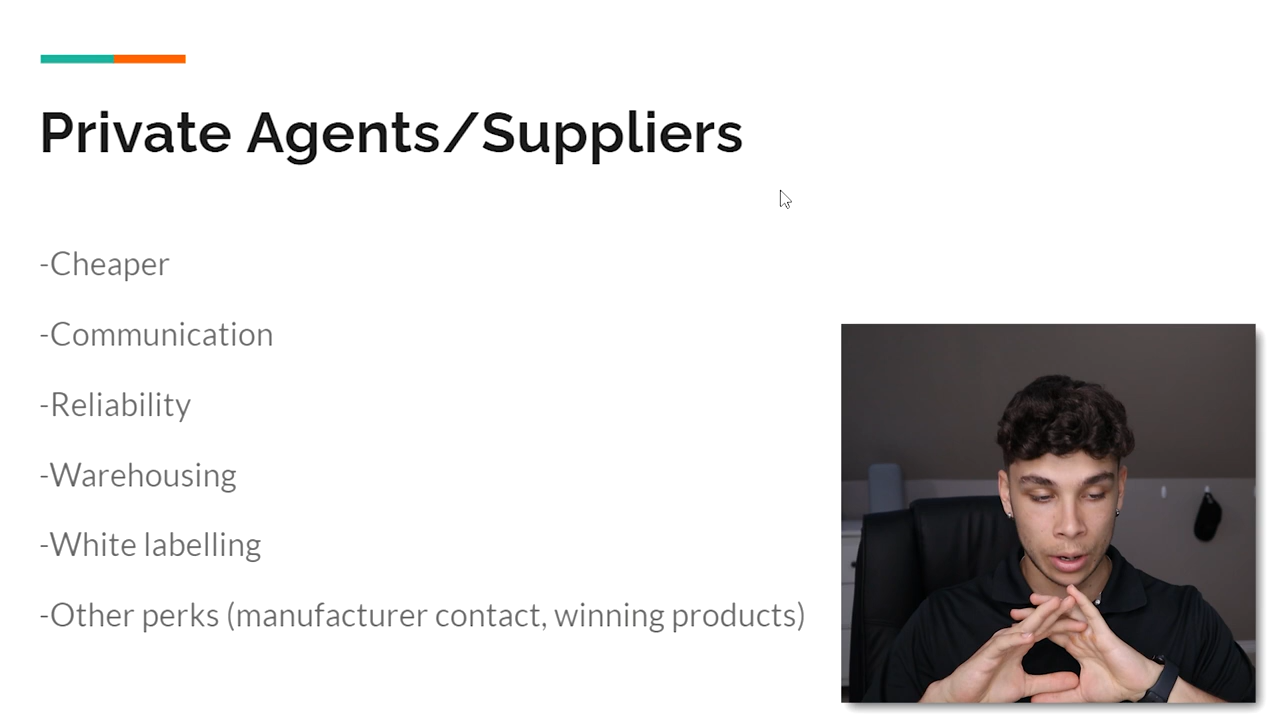 Private Agents/Suppliers
-Cheaper
-Communication
-Reliability
-Warehousing
-White labelling
-Other perks (manufacturer contact, winning products)